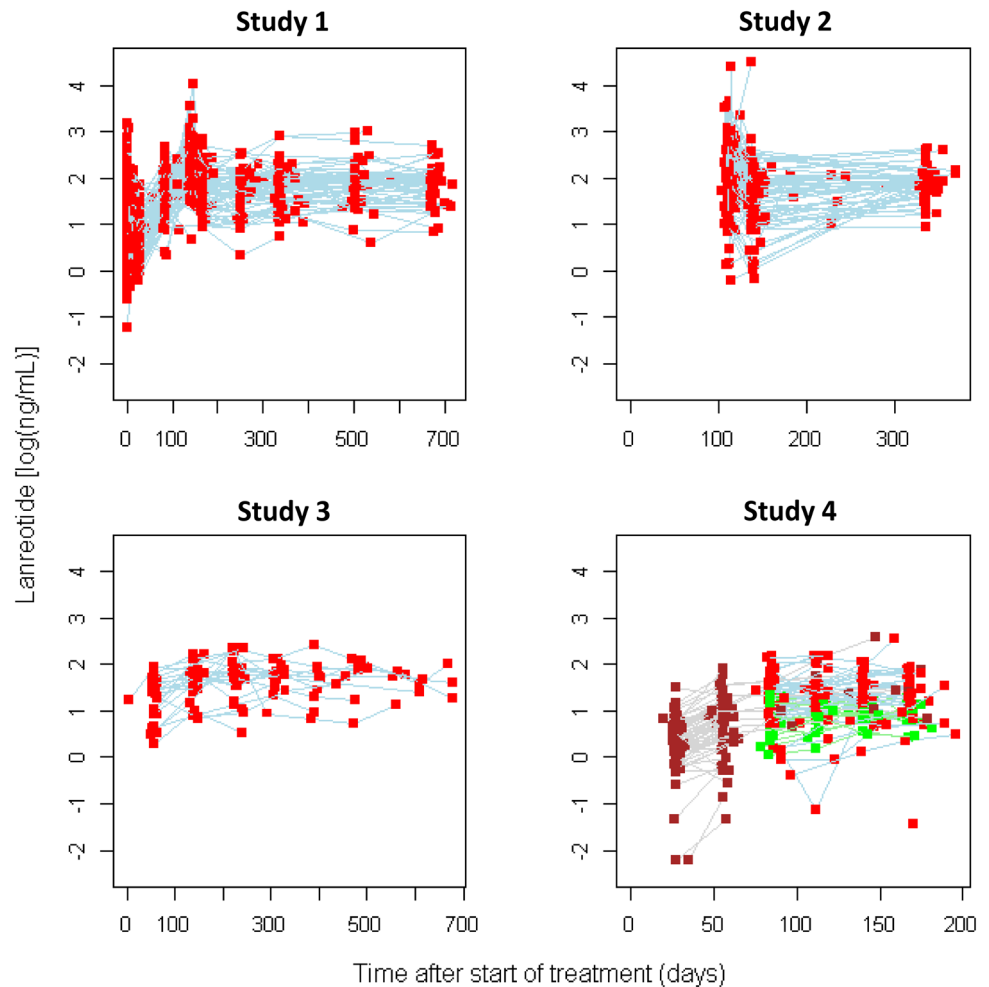 Study 1
Study 2
4
3
2
1
0
-1
-2
0 100 300 500 700
4
3
2
1
0
-1
-2
0 100 200 300
Lanreotide [log(ng/mL)]
Study 3
Study 4
4
3
2
1
0
-1
-2
0 100 300 500 700
4
3
2
1
0
-1
-2
0 50 100 150 200
Time after start of treatment (days)